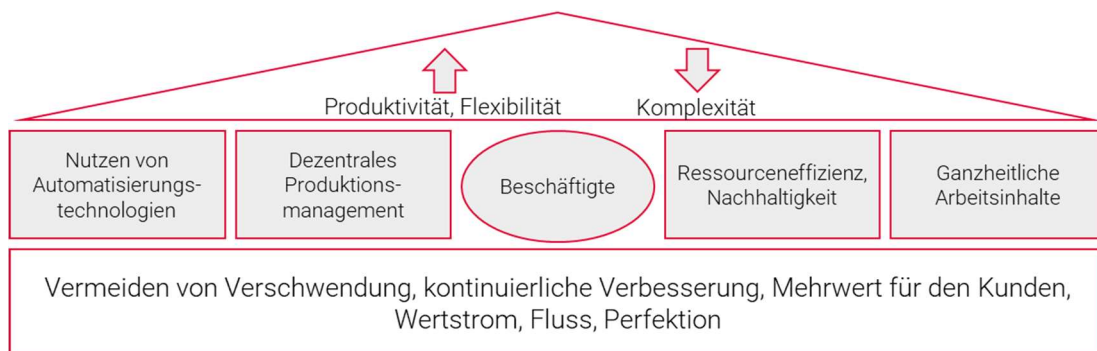 Produktivität, Flexibilität
Komplexität
Nutzen von
Automatisierungs-
technologien
Dezentrales
Produktions-
management
Beschäftigte
Ressourceneffizienz,
Nachhaltigkeit
Ganzheitliche
Arbeitsinhalte
Vermeiden von Verschwendung, kontinuierliche Verbesserung, Mehrwert für den Kunden,
Wertstrom, Fluss, Perfektion